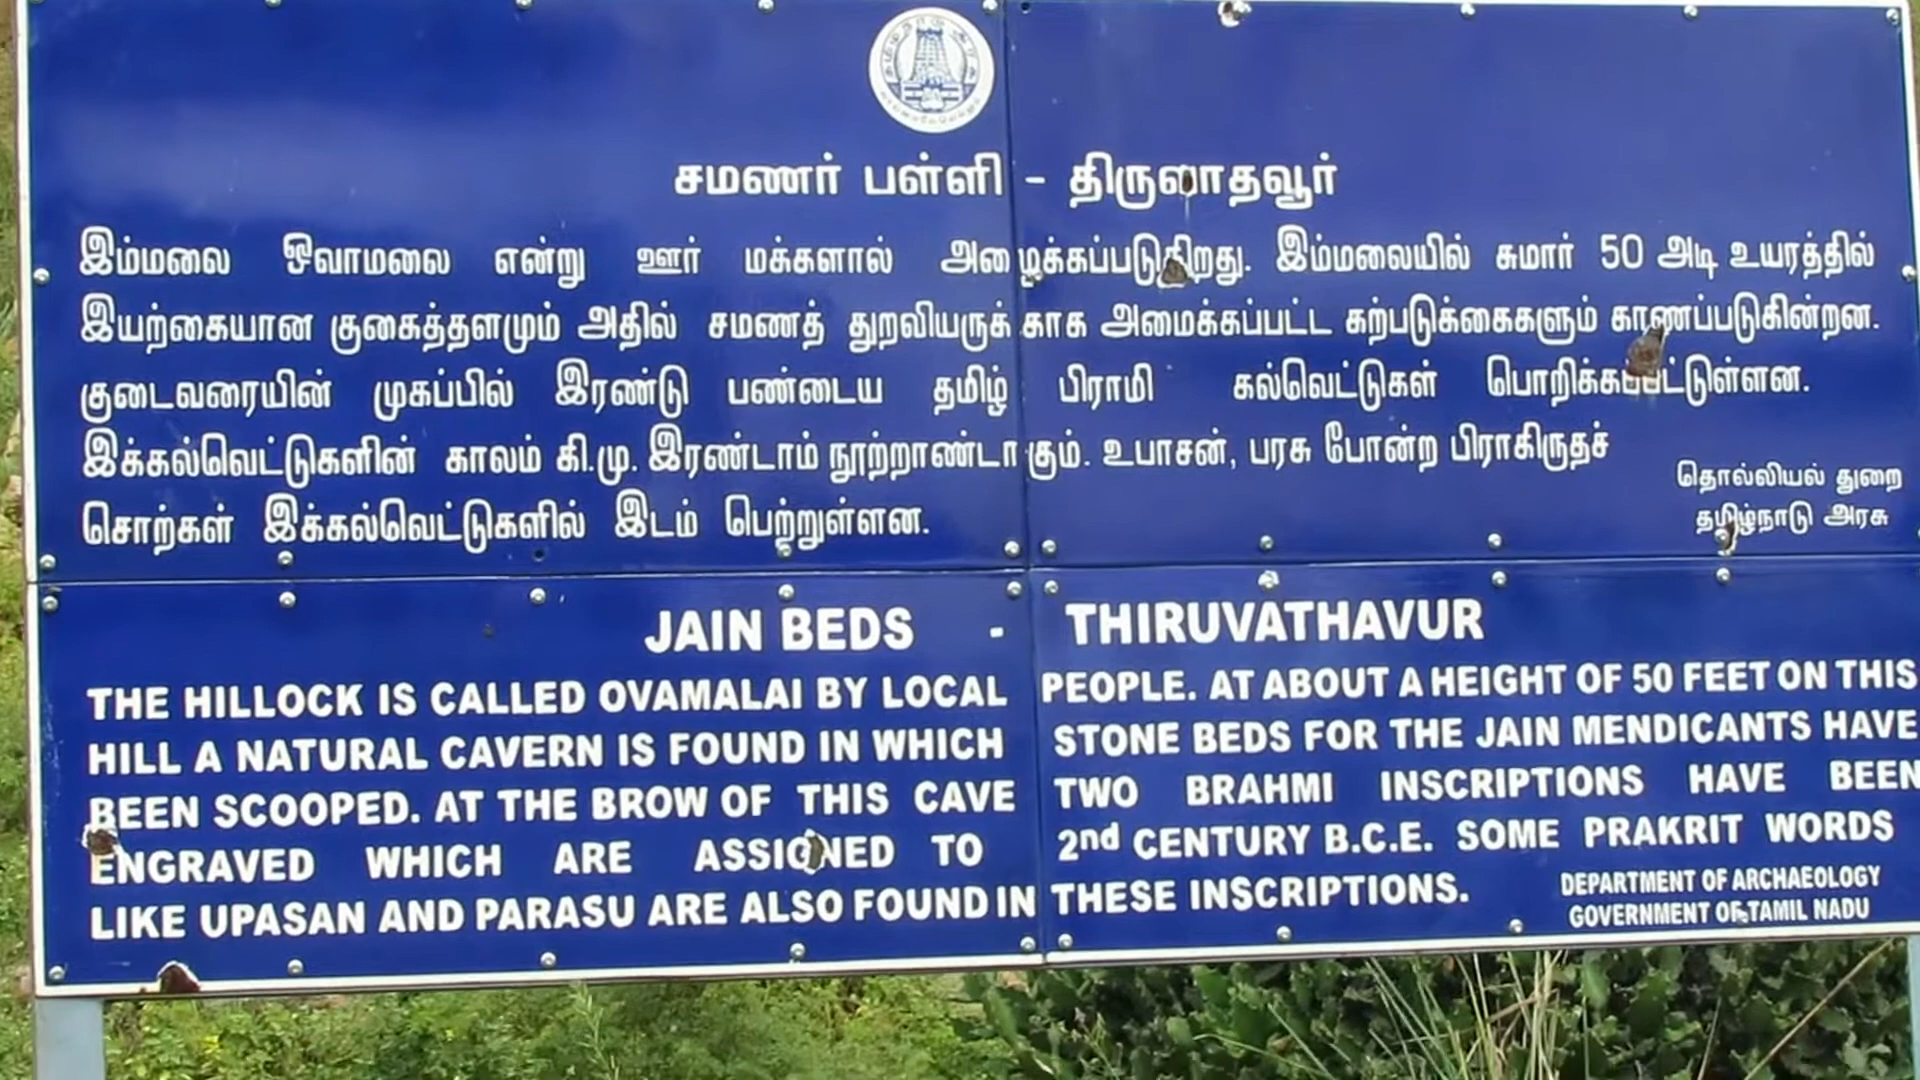 சமணர் பள்ளி - திருவாதவூர்
இம்மலை ஓவாமலை என்று ஊர் மக்களால் அழைக்கப்படுகிறது. இம்மலையில் சுமார் 50 அடி உயரத்தில்
இயற்கையான குகைத்தளமும் அதில் சமணத் துறவியருக்காக அமைக்கப்பட்ட கற்படுக்கைகளும் காணப்படுகின்றன.
குடைவரையின் முகப்பில் இரண்டு பண்டைய தமிழ் பிராமி கல்வெட்டுகள் பொறிக்கப்பட்டுள்ளன.
இக்கல்வெட்டுகளின் காலம் கி.மு. இரண்டாம் நூற்றாண்டாகும். உபாசன், பரசு போன்ற பிராகிருதச்
சொற்கள் இக்கல்வெட்டுகளில் இடம் பெற்றுள்ளன.
தொல்லியல் துறை
தமிழ்நாடு அரசு
JAIN BEDS - THIRUVATHAVUR
THE HILLOCK IS CALLED OVAMALAI BY LOCAL PEOPLE. AT ABOUT A HEIGHT OF 50 FEET ON THIS
HILL A NATURAL CAVERN IS FOUND IN WHICH STONE BEDS FOR THE JAIN MENDICANTS HAVE
BEEN SCOOPED. AT THE BROW OF THIS CAVE TWO BRAHMI INSCRIPTIONS HAVE BEEN
ENGRAVED WHICH ARE ASSIGNED TO 2nd CENTURY B.C.E. SOME PRAKRIT WORDS
LIKE UPASAN AND PARASU ARE ALSO FOUND IN THESE INSCRIPTIONS.
DEPARTMENT OF ARCHAEOLOGY
GOVERNMENT OF TAMIL NADU